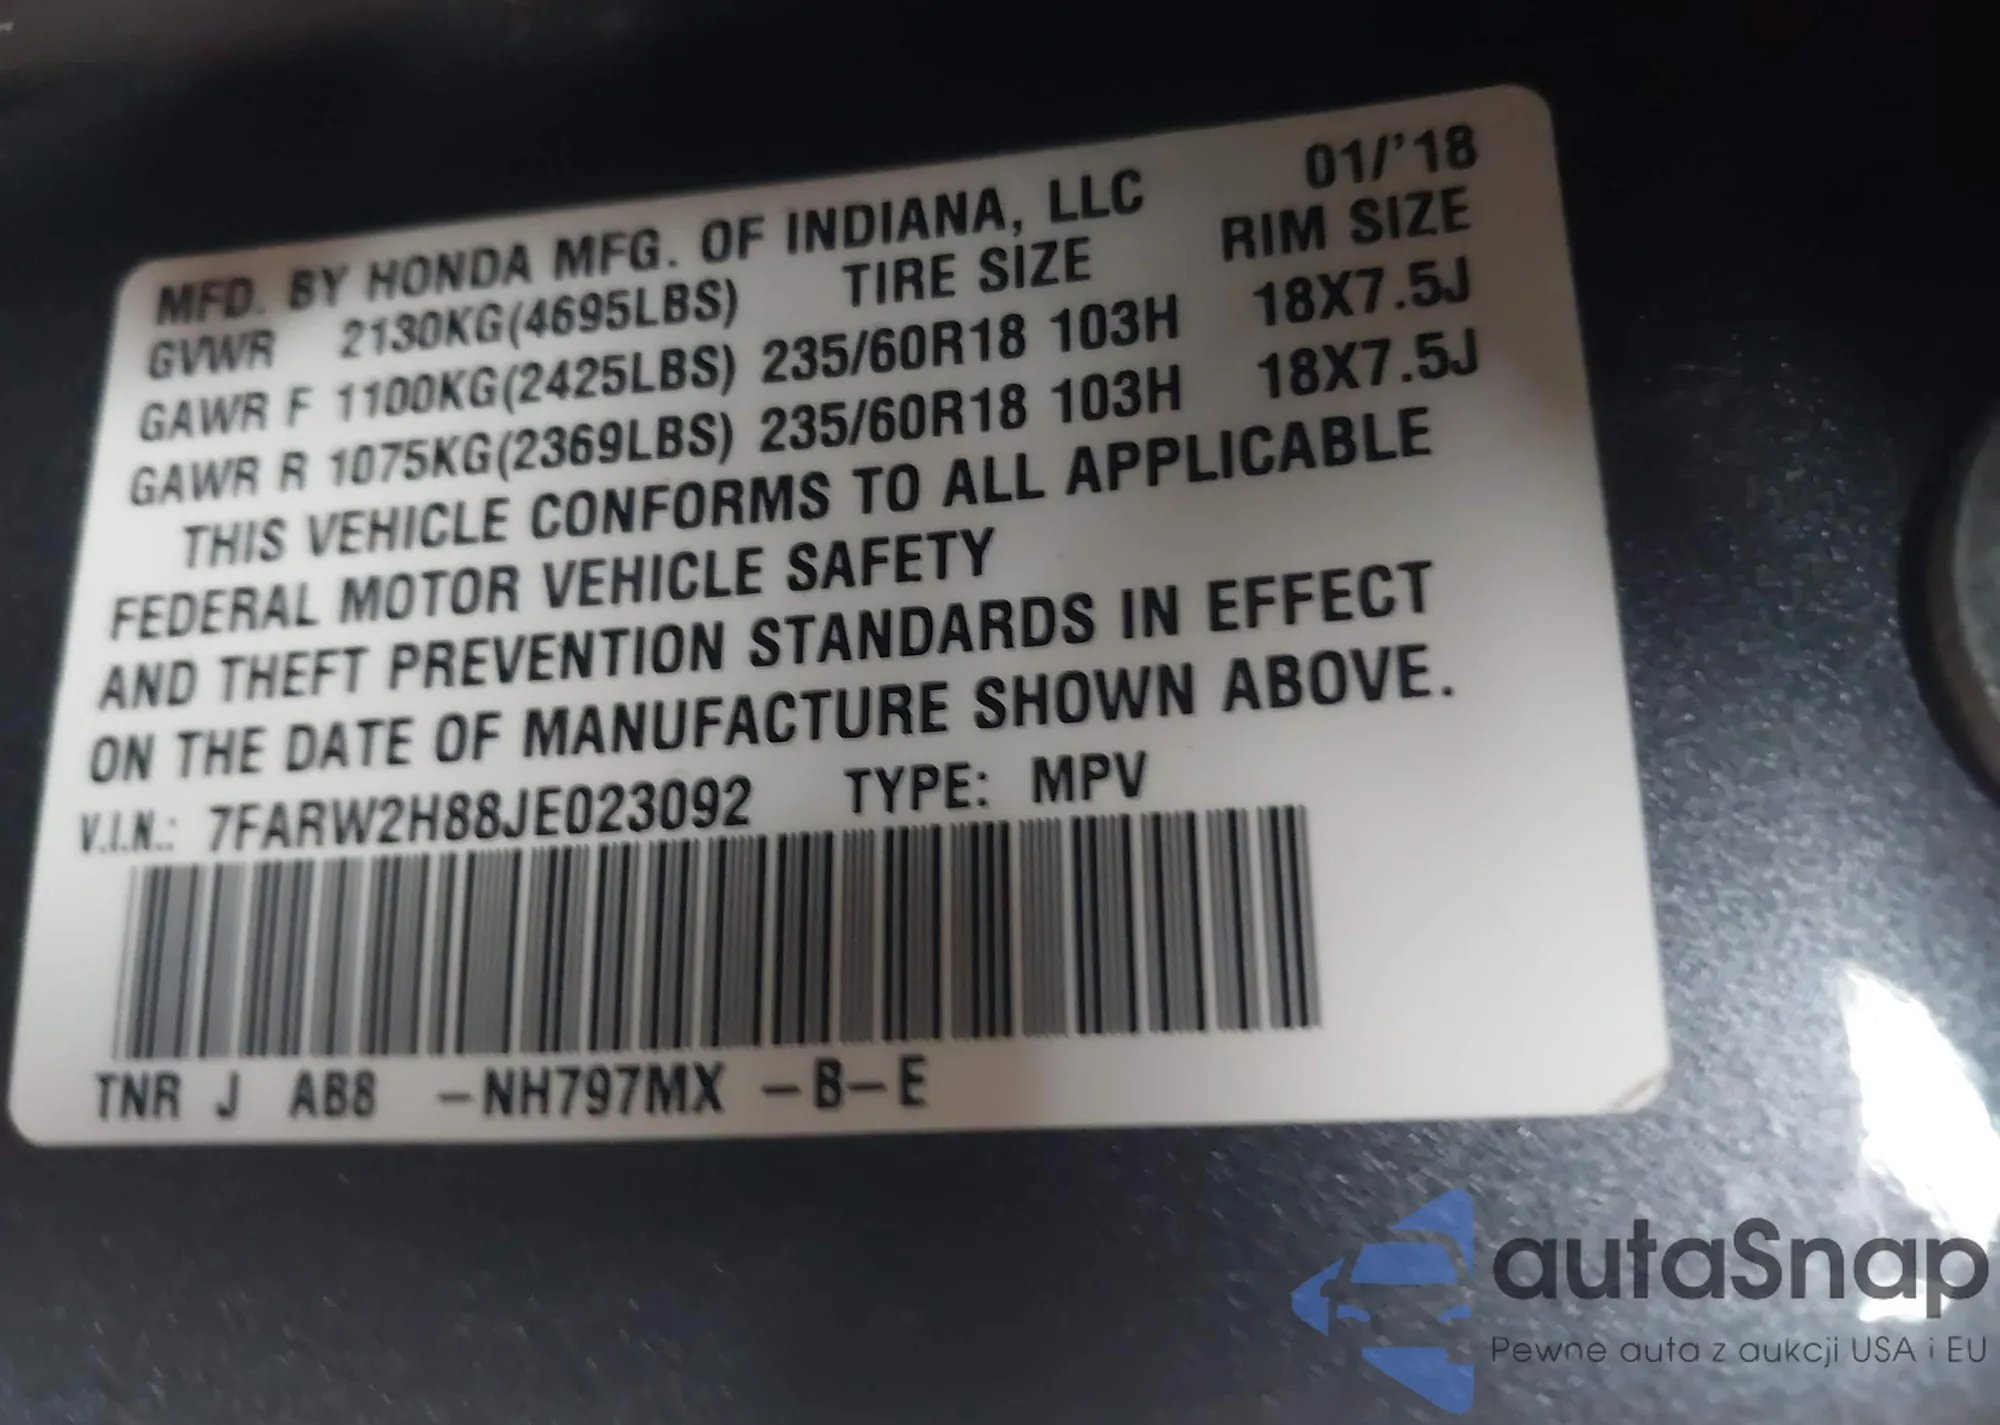 MFD. BY HONDA MFG. OF INDIANA, LLC 01/'18
GVWR 2130KG(4695LBS) TIRE SIZE RIM SIZE
GAWR F 1100KG(2425LBS) 235/60R18 103H 18X7.5J
GAWR R 1075KG(2369LBS) 235/60R18 103H 18X7.5J
THIS VEHICLE CONFORMS TO ALL APPLICABLE
FEDERAL MOTOR VEHICLE SAFETY
AND THEFT PREVENTION STANDARDS IN EFFECT
ON THE DATE OF MANUFACTURE SHOWN ABOVE.
V.I.N.: 7FARW2H88JE023092 TYPE: MPV
TNR J AB8 -NH797MX -B-E
autaSnap
Pewne auta z aukcji USA i EU